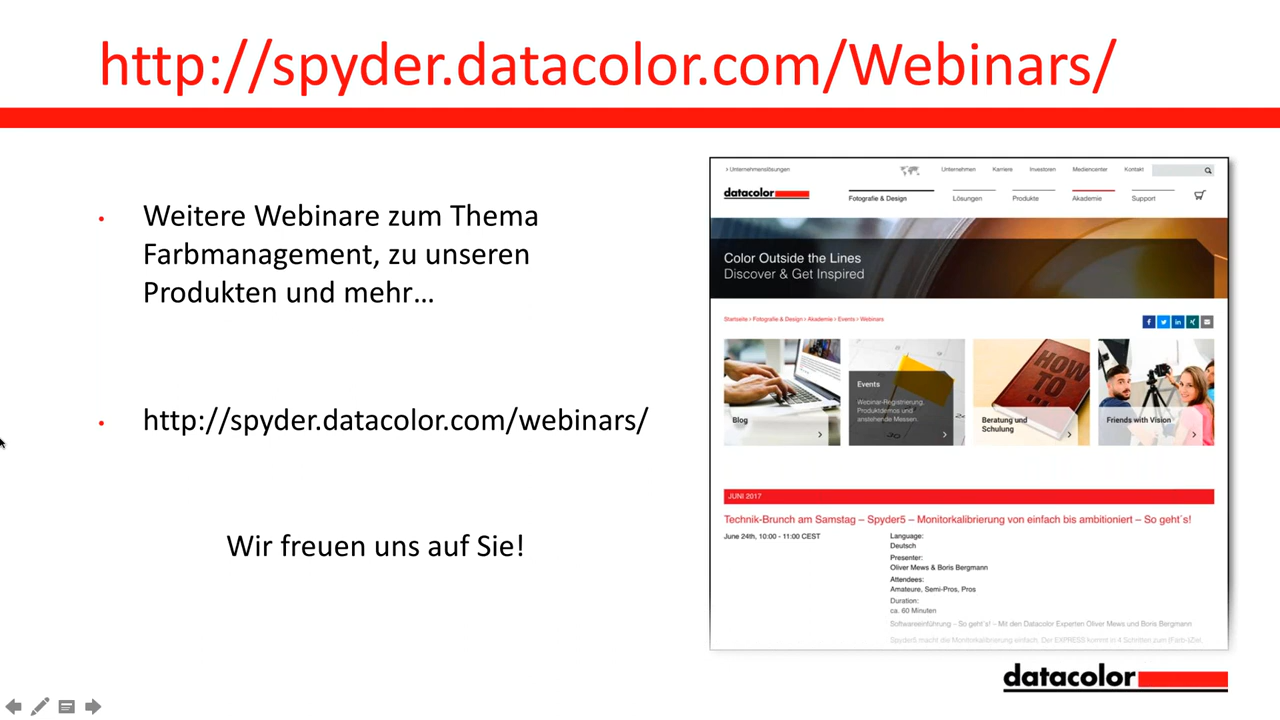 http://spyder.datacolor.com/Webinars/
• Weitere Webinare zum Thema
Farbmanagement, zu unseren
Produkten und mehr…
• http://spyder.datacolor.com/webinars/
Wir freuen uns auf Sie!
› Unternehmenslösungen
Unternehmen Karriere Investoren Mediencenter Kontakt
datacolor
Fotografie & Design Lösungen Produkte Akademie Support
Color Outside the Lines
Discover & Get Inspired
Startseite › Fotografie & Design › Akademie › Events › Webinars
Blog
Events
Webinar-Registrierung,
Produktdemos und
anstehende Messen.
HOW
TO...
Beratung und
Schulung
Friends with Vision
JUNI 2017
Technik-Brunch am Samstag – Spyder5 – Monitorkalibrierung von einfach bis ambitioniert – So geht´s!
June 24th, 10:00 - 11:00 CEST
Language:
Deutsch
Presenter:
Oliver Mews & Boris Bergmann
Attendees:
Amateure, Semi-Pros, Pros
Duration:
ca. 60 Minuten
Softwareeinführung – So geht´s! – Mit den Datacolor Experten Oliver Mews und Boris Bergmann
Spyder5 macht die Monitorkalibrierung einfach. Der EXPRESS kommt in 4 Schritten zum (Farb-)Ziel,
datacolor